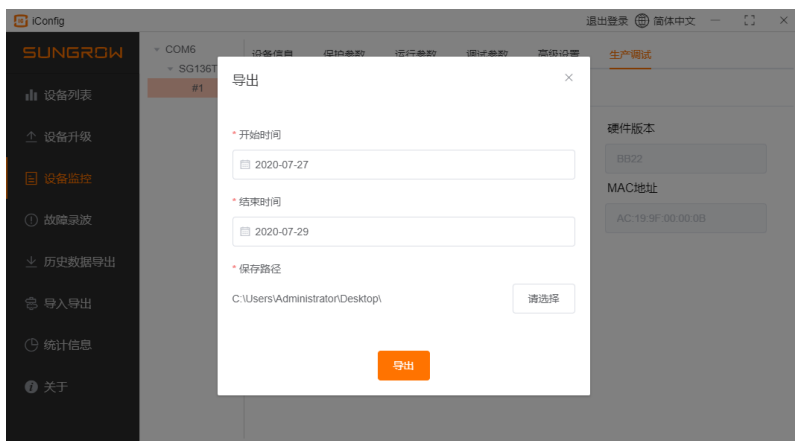 iConfig
退出登录 简体中文
SUNGROW
COM6
SG136T
#1
设备信息 保护参数 运行参数 调试参数 高级设置 生产调试
设备列表
设备升级
设备监控
故障录波
历史数据导出
导入导出
统计信息
关于
导出
* 开始时间
2020-07-27
* 结束时间
2020-07-29
* 保存路径
C:\Users\Administrator\Desktop\
请选择
导出
硬件版本
BB22
MAC地址
AC:19:9F:00:00:0B